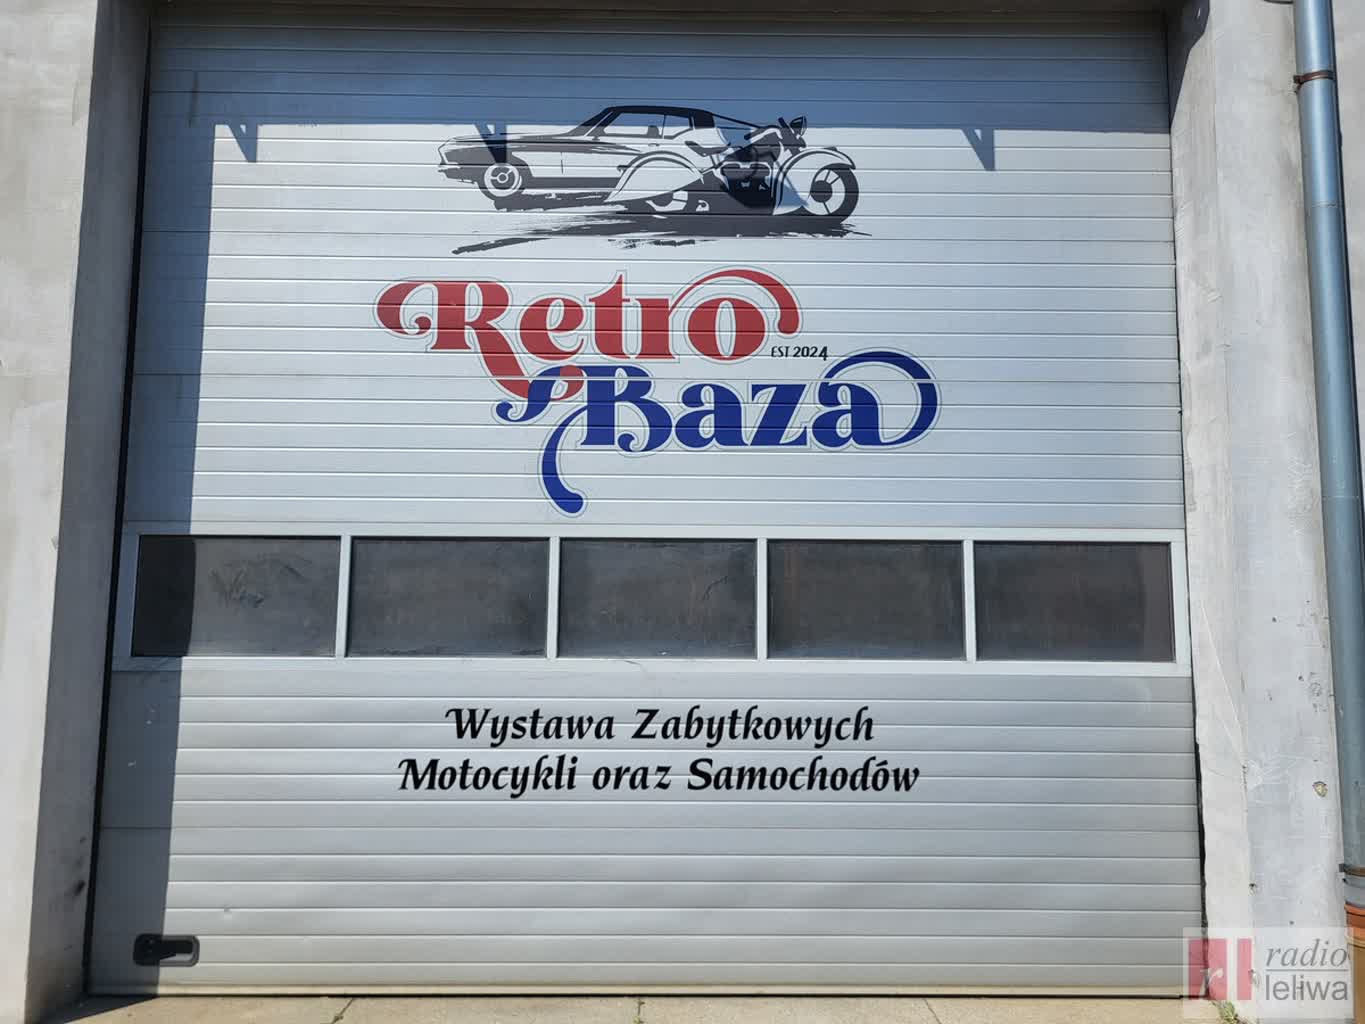 Retro
EST 2024
Baza
Wystawa Zabytkowych
Motocykli oraz Samochodów
radio
leliwa